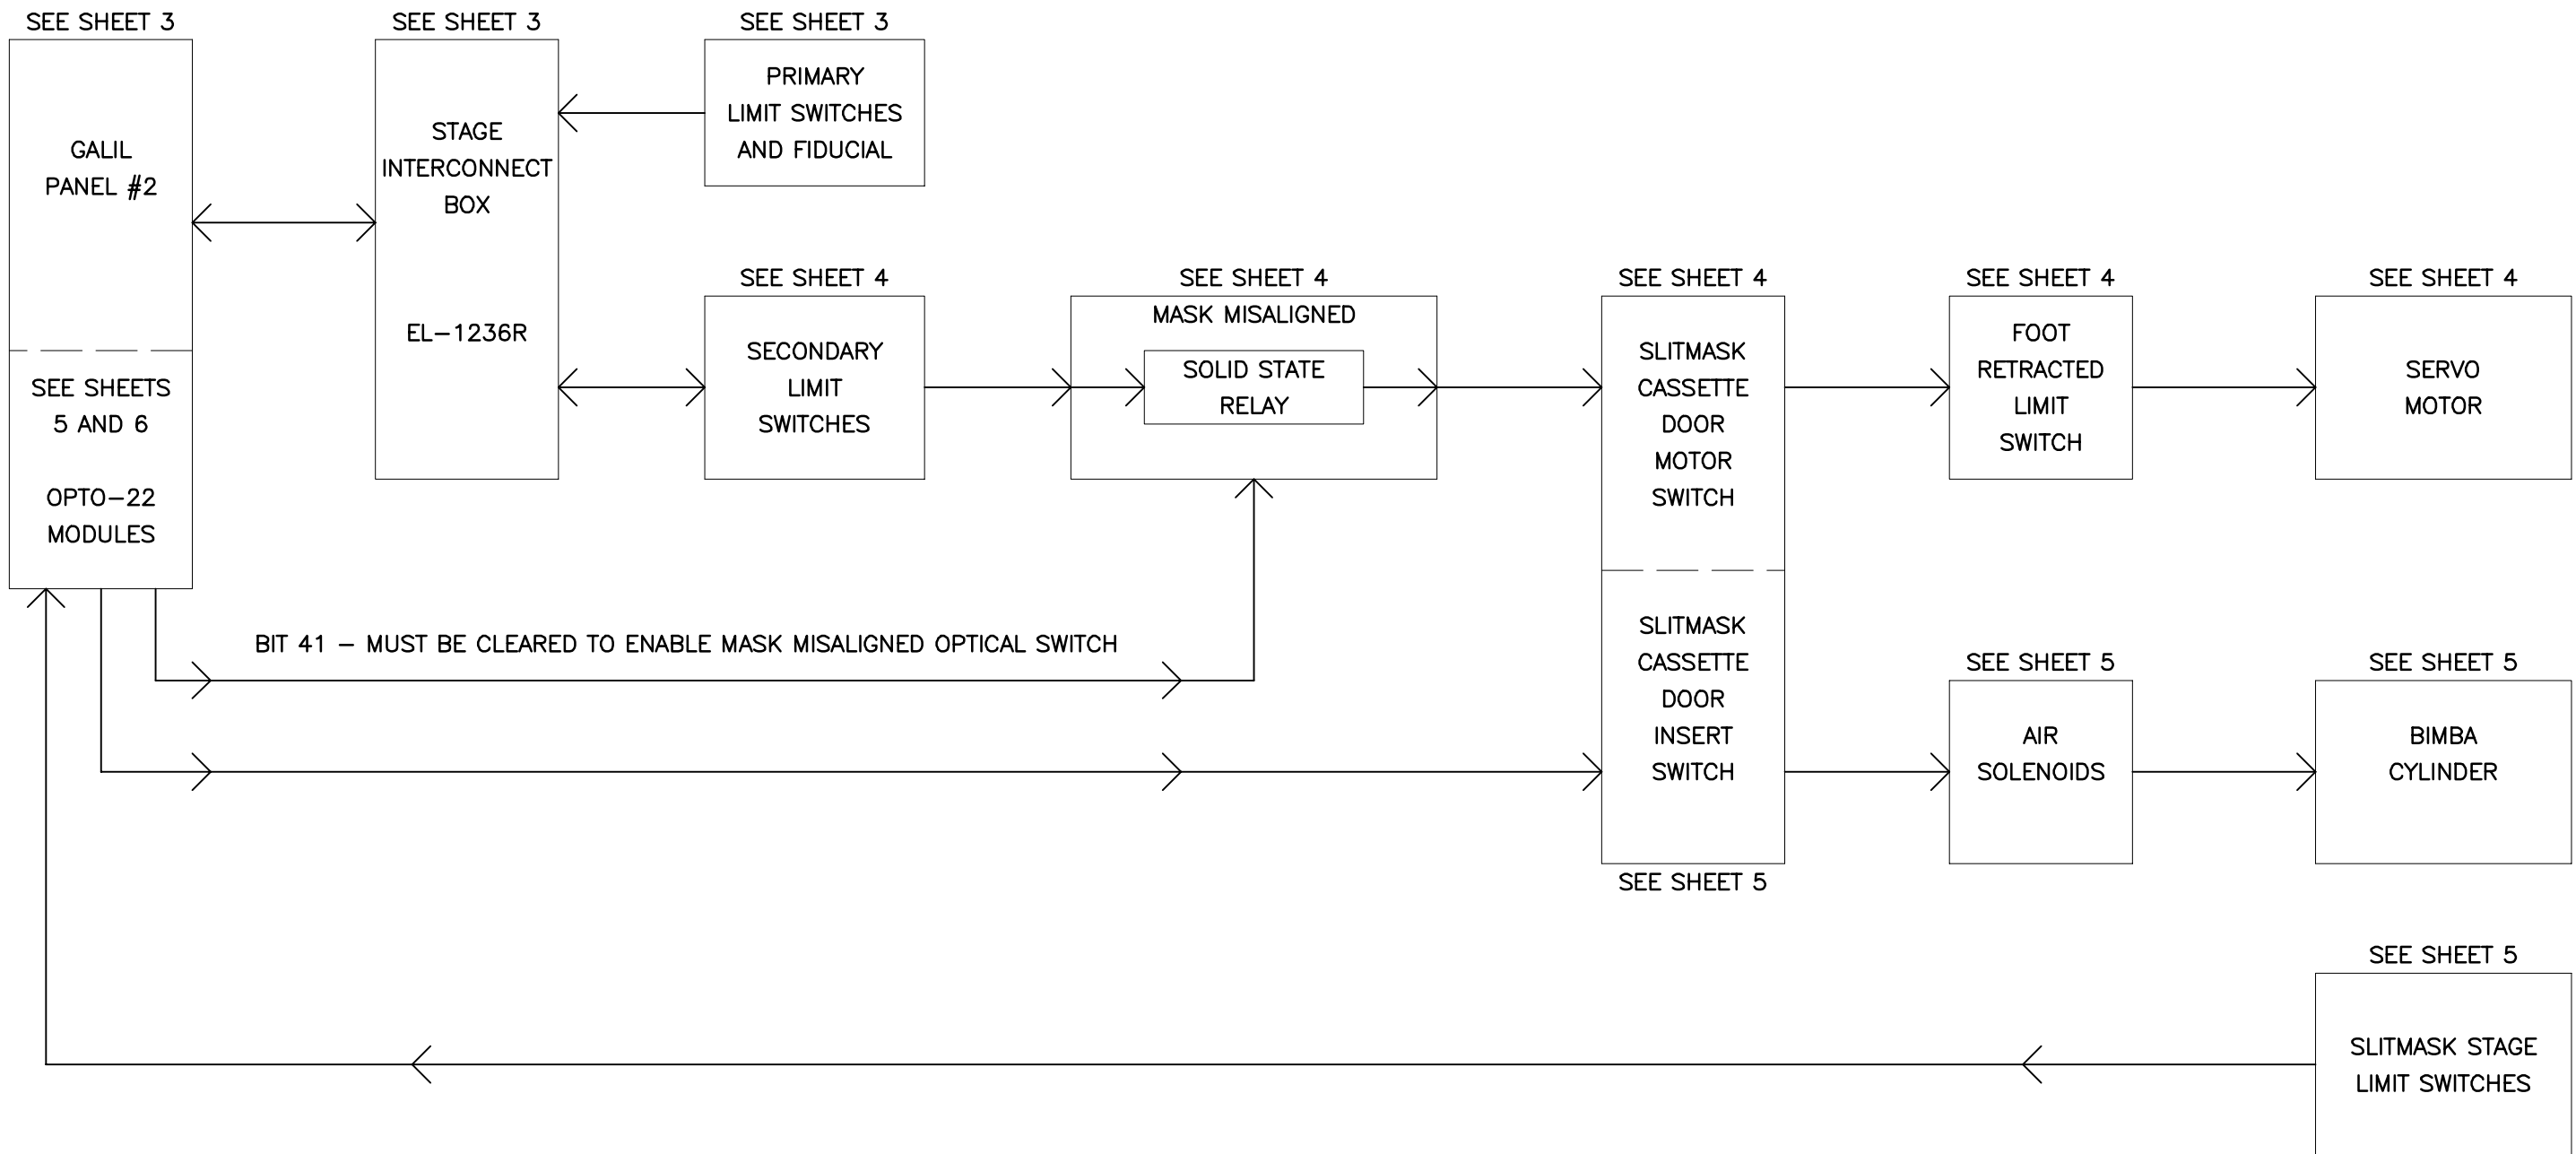 SEE SHEET 3
GALIL
PANEL #2
SEE SHEETS
5 AND 6
OPTO-22
MODULES
SEE SHEET 3
STAGE
INTERCONNECT
BOX
EL-1236R
SEE SHEET 3
PRIMARY
LIMIT SWITCHES
AND FIDUCIAL
SEE SHEET 4
SECONDARY
LIMIT
SWITCHES
SEE SHEET 4
MASK MISALIGNED
SOLID STATE
RELAY
SEE SHEET 4
SLITMASK
CASSETTE
DOOR
MOTOR
SWITCH
SLITMASK
CASSETTE
DOOR
INSERT
SWITCH
SEE SHEET 5
SEE SHEET 4
FOOT
RETRACTED
LIMIT
SWITCH
SEE SHEET 4
SERVO
MOTOR
BIT 41 - MUST BE CLEARED TO ENABLE MASK MISALIGNED OPTICAL SWITCH
SEE SHEET 5
AIR
SOLENOIDS
SEE SHEET 5
BIMBA
CYLINDER
SEE SHEET 5
SLITMASK STAGE
LIMIT SWITCHES